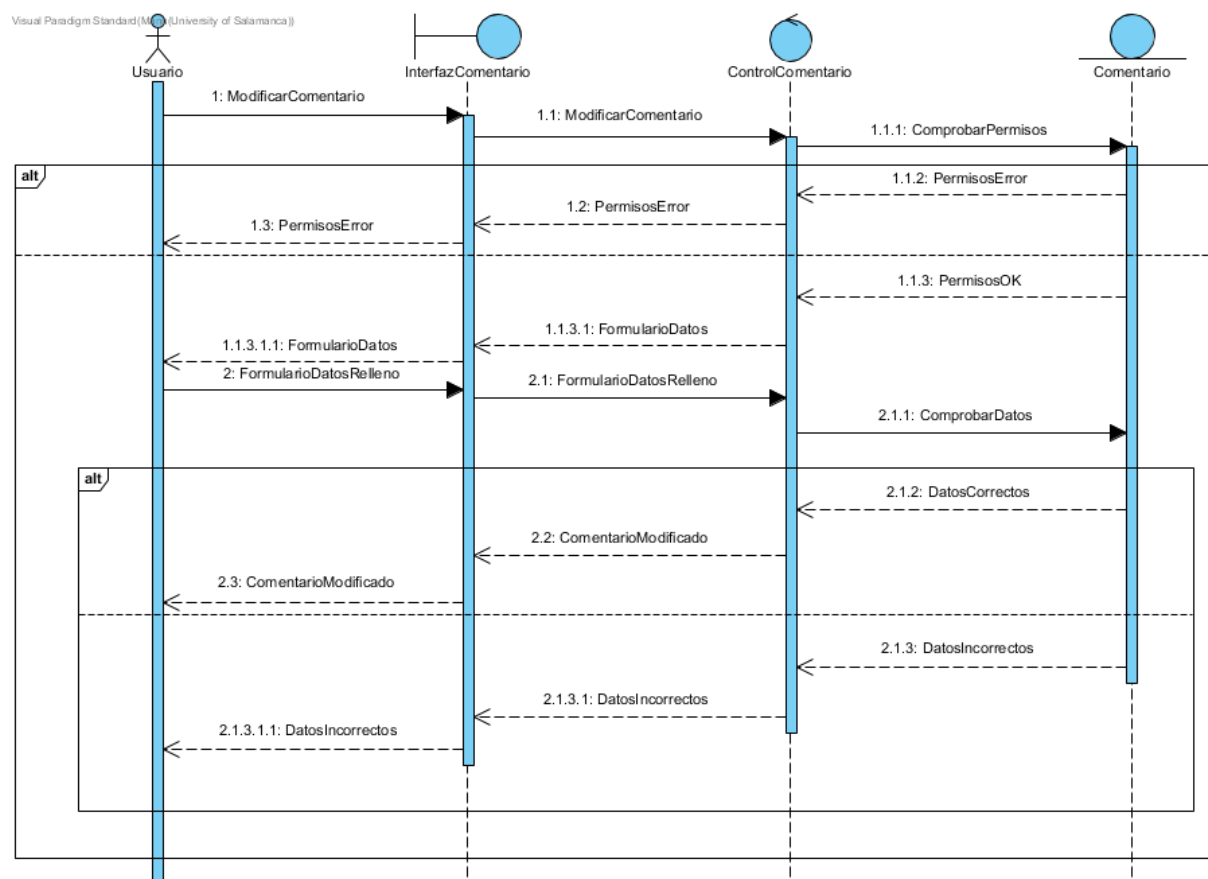 Visual Paradigm Standard(M (University of Salamanca))
Usuario
InterfazComentario
ControlComentario
Comentario
1: ModificarComentario
1.1: ModificarComentario
1.1.1: ComprobarPermisos
alt
1.1.2: PermisosError
1.2: PermisosError
1.3: PermisosError
1.1.3: PermisosOK
1.1.3.1: FormularioDatos
1.1.3.1.1: FormularioDatos
2: FormularioDatosRelleno
2.1: FormularioDatosRelleno
2.1.1: ComprobarDatos
alt
2.1.2: DatosCorrectos
2.2: ComentarioModificado
2.3: ComentarioModificado
2.1.3: DatosIncorrectos
2.1.3.1: DatosIncorrectos
2.1.3.1.1: DatosIncorrectos